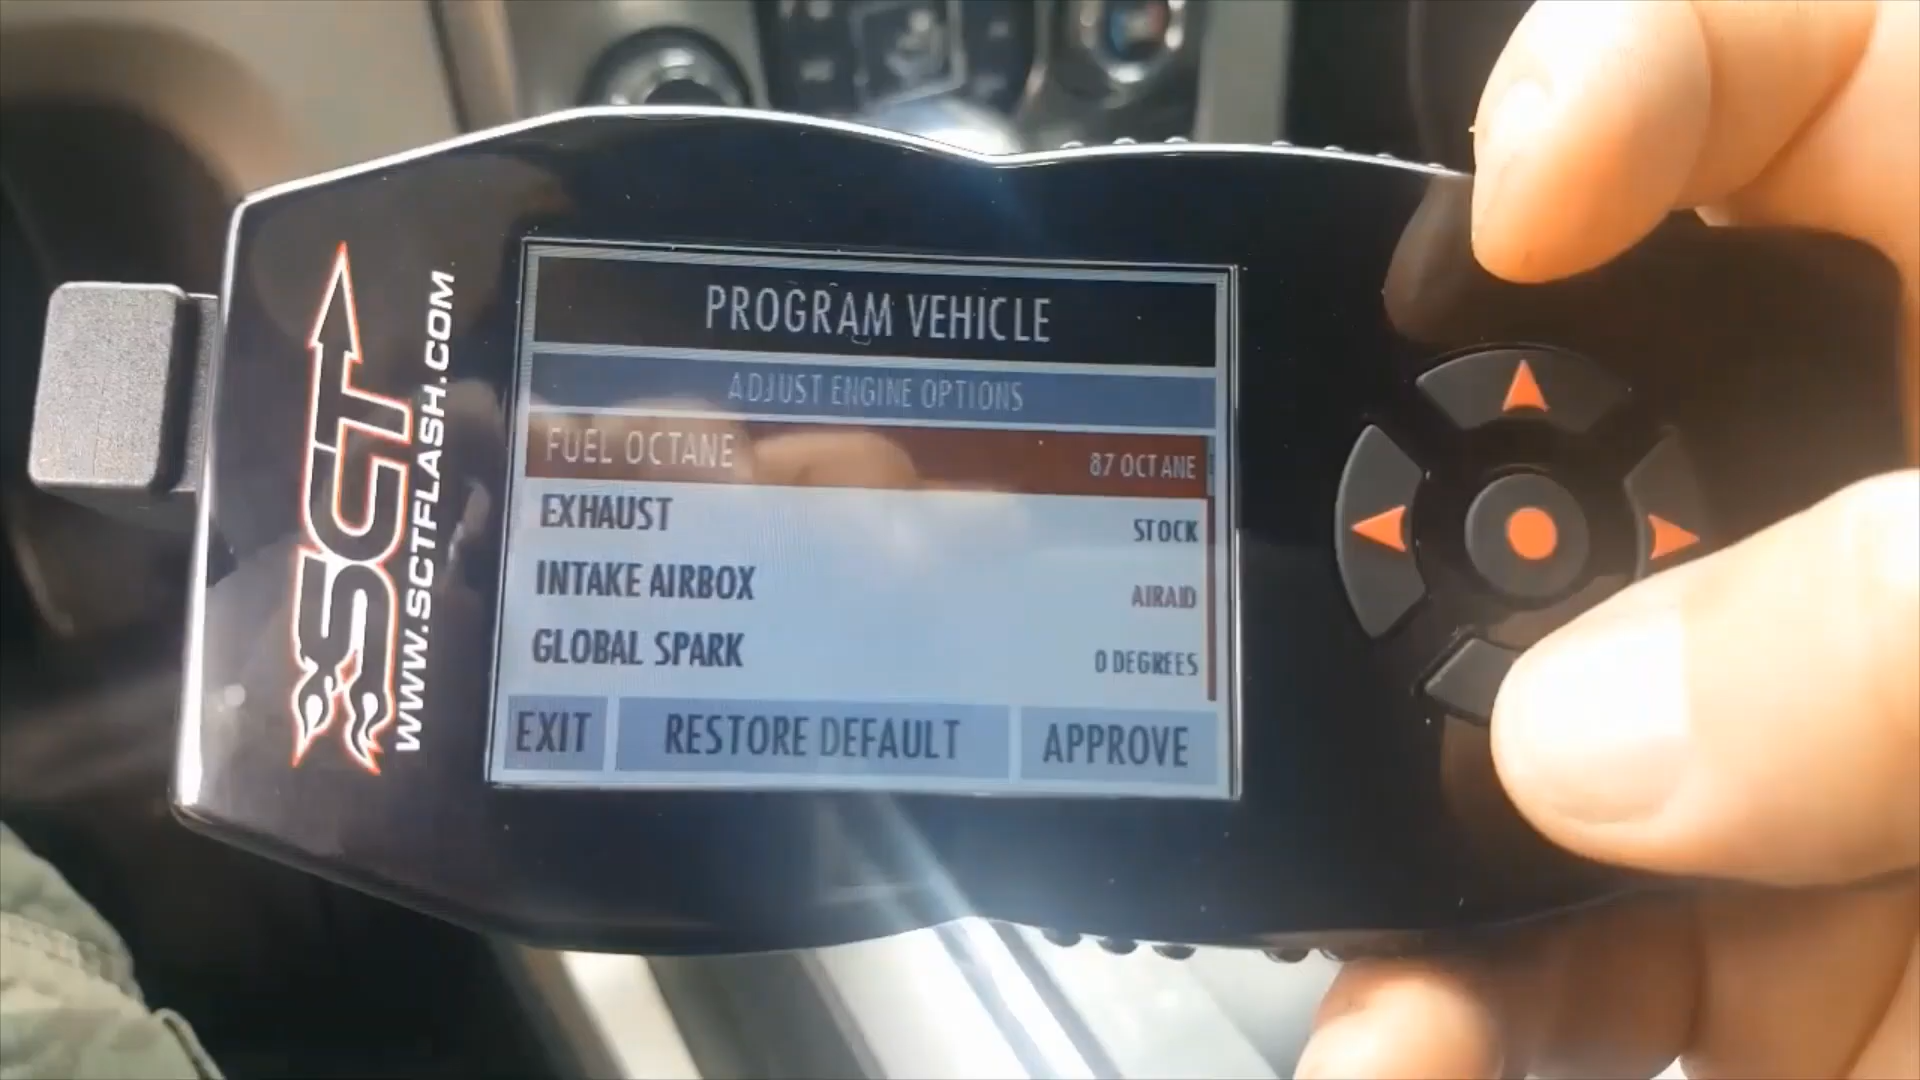 SCT
WWW.SCTFLASH.COM
PROGRAM VEHICLE
ADJUST ENGINE OPTIONS
FUEL OCTANE 87 OCTANE
EXHAUST STOCK
INTAKE AIRBOX AIRAID
GLOBAL SPARK 0 DEGREES
EXIT RESTORE DEFAULT APPROVE